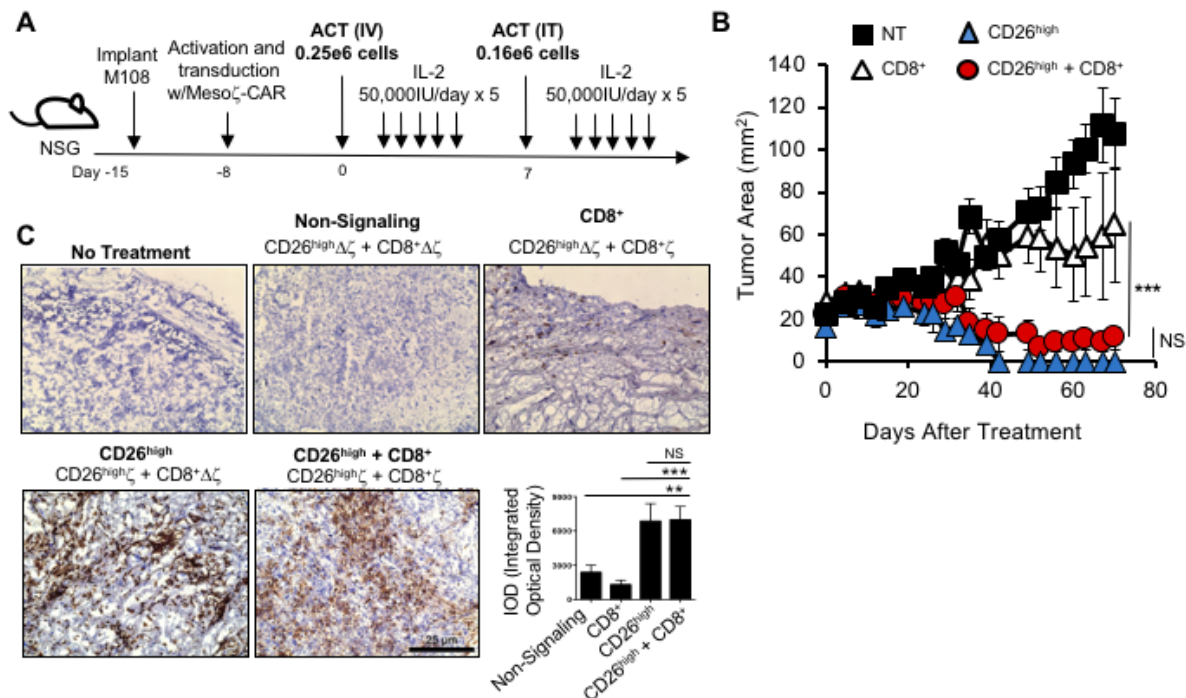 A
Implant
M108
Activation and
transduction
w/Mesoζ-CAR
ACT (IV)
0.25e6 cells
IL-2
50,000IU/day x 5
ACT (IT)
0.16e6 cells
IL-2
50,000IU/day x 5
NSG
Day -15
-8
0
7
B
NT
CD26high
CD8+
CD26high + CD8+
Tumor Area (mm2)
140
120
100
80
60
40
20
0
0 20 40 60 80
Days After Treatment
***
NS
C
No Treatment
Non-Signaling
CD26highΔζ + CD8+Δζ
CD8+
CD26highΔζ + CD8+ζ
CD26high
CD26highζ + CD8+Δζ
CD26high + CD8+
CD26highζ + CD8+ζ
25 μm
NS
***
**
IOD (Integrated
Optical Density)
9000
6000
3000
0
Non-Signaling
CD8+
CD26high
CD26high + CD8+